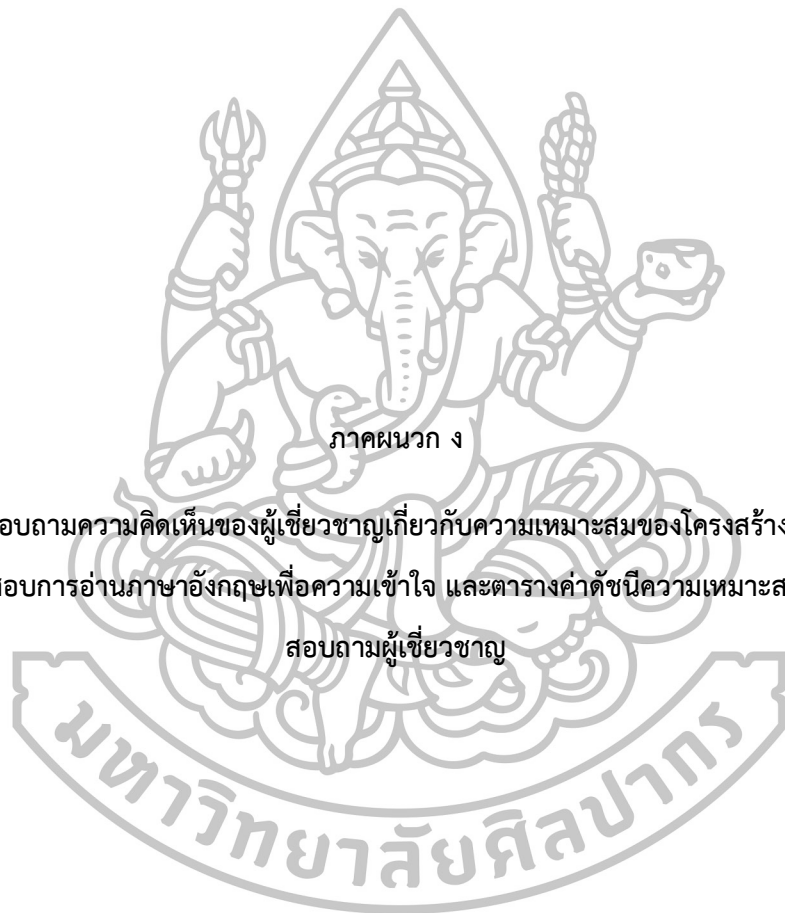 ภาคผนวก ง
อบถามความคิดเห็นของผู้เชี่ยวชาญเกี่ยวกับความเหมาะสมของโครงสร้าง
อบการอ่านภาษาอังกฤษเพื่อความเข้าใจ และตารางค่าดัชนีความเหมาะส
สอบถามผู้เชี่ยวชาญ
มหาวิทยาลัยศิลปากร